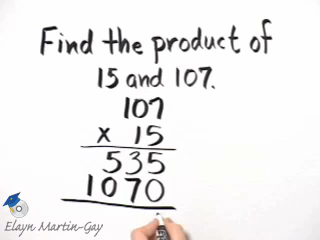 Find the product of
15 and 107.
107
× 15
535
1070
Elayn Martin-Gay